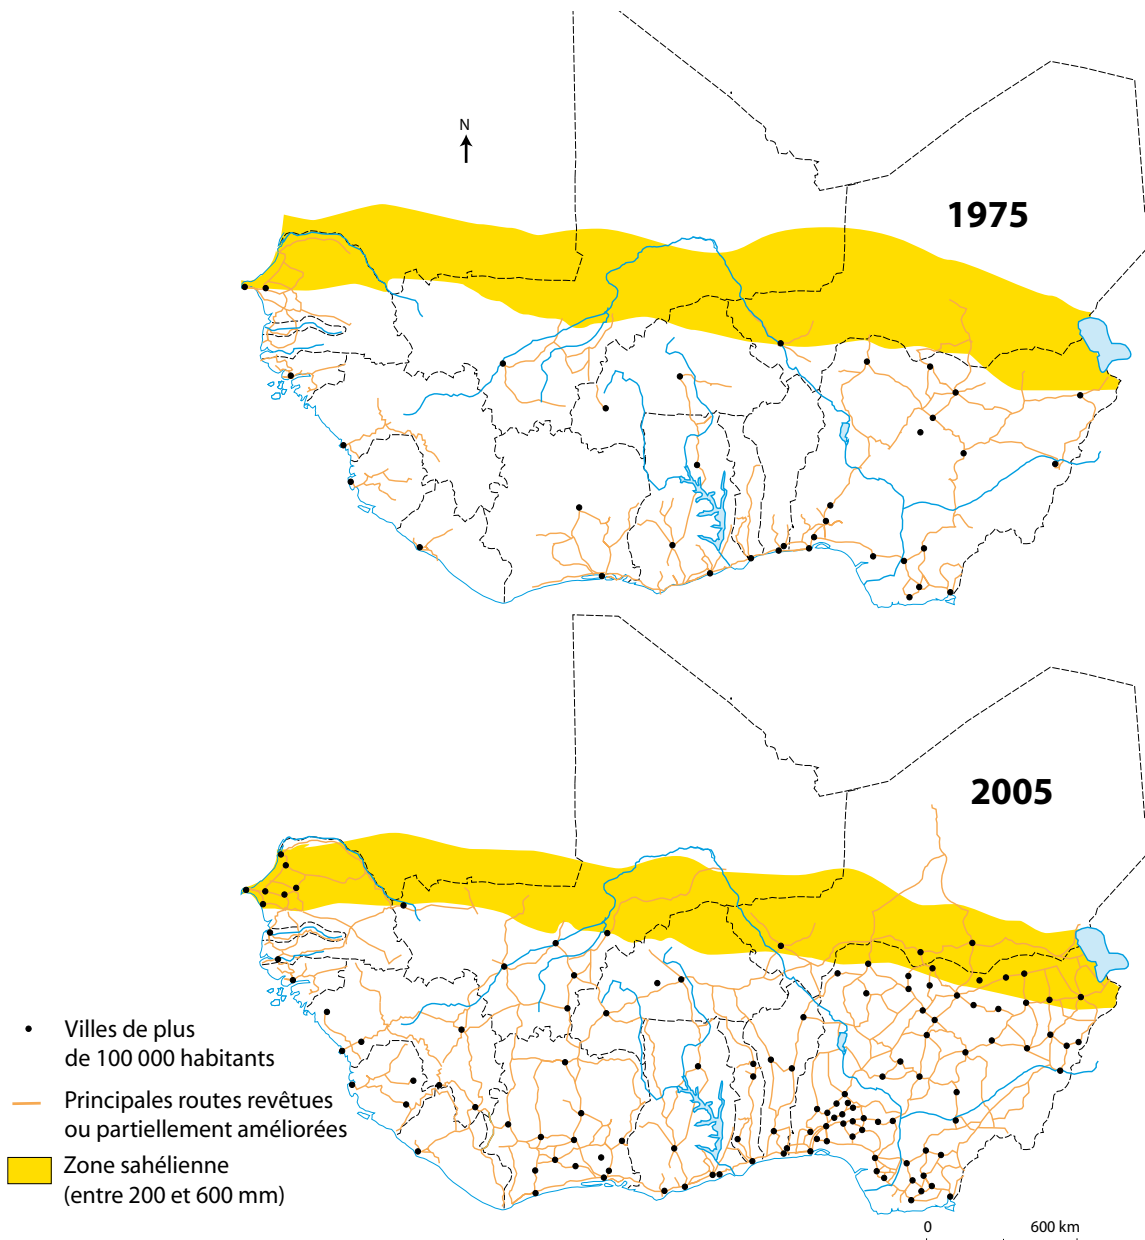 N
1975
2005
Villes de plus
de 100 000 habitants
Principales routes revêtues
ou partiellement améliorées
Zone sahélienne
(entre 200 et 600 mm)
0 600 km